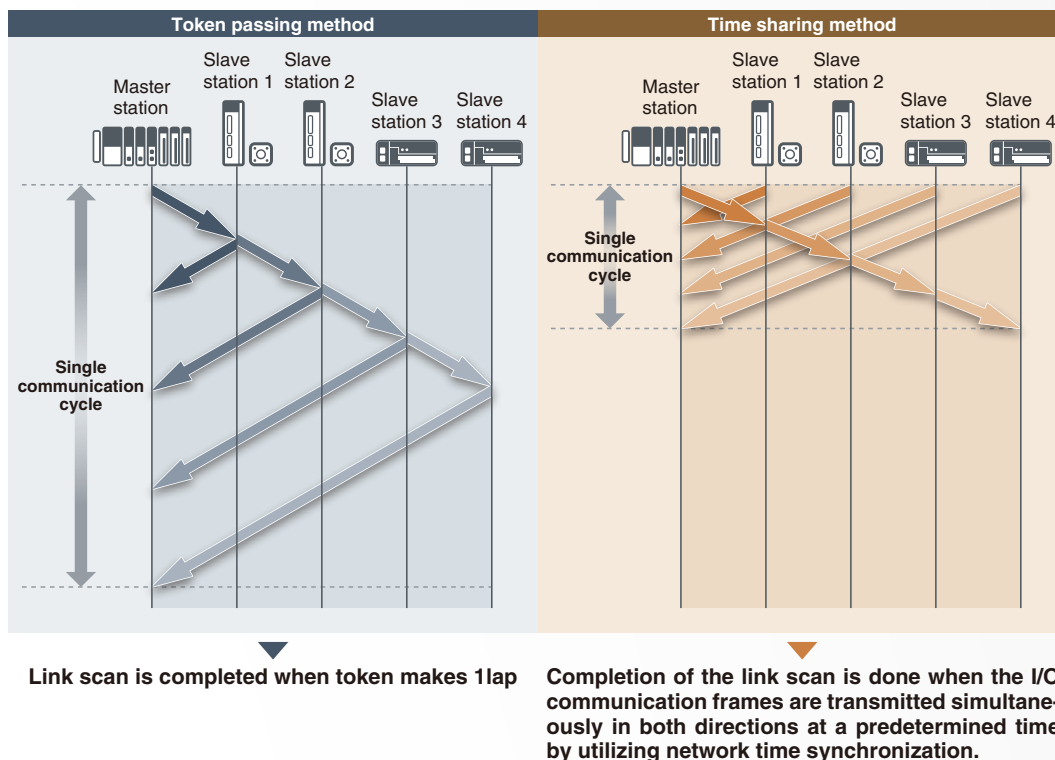 Token passing method
Master
station
Slave
station 1
Slave
station 2
Slave
station 3
Slave
station 4
Single
communication
cycle
Link scan is completed when token makes 1lap
Time sharing method
Master
station
Slave
station 1
Slave
station 2
Slave
station 3
Slave
station 4
Single
communication
cycle
Completion of the link scan is done when the I/O
communication frames are transmitted simultane-
ously in both directions at a predetermined time
by utilizing network time synchronization.